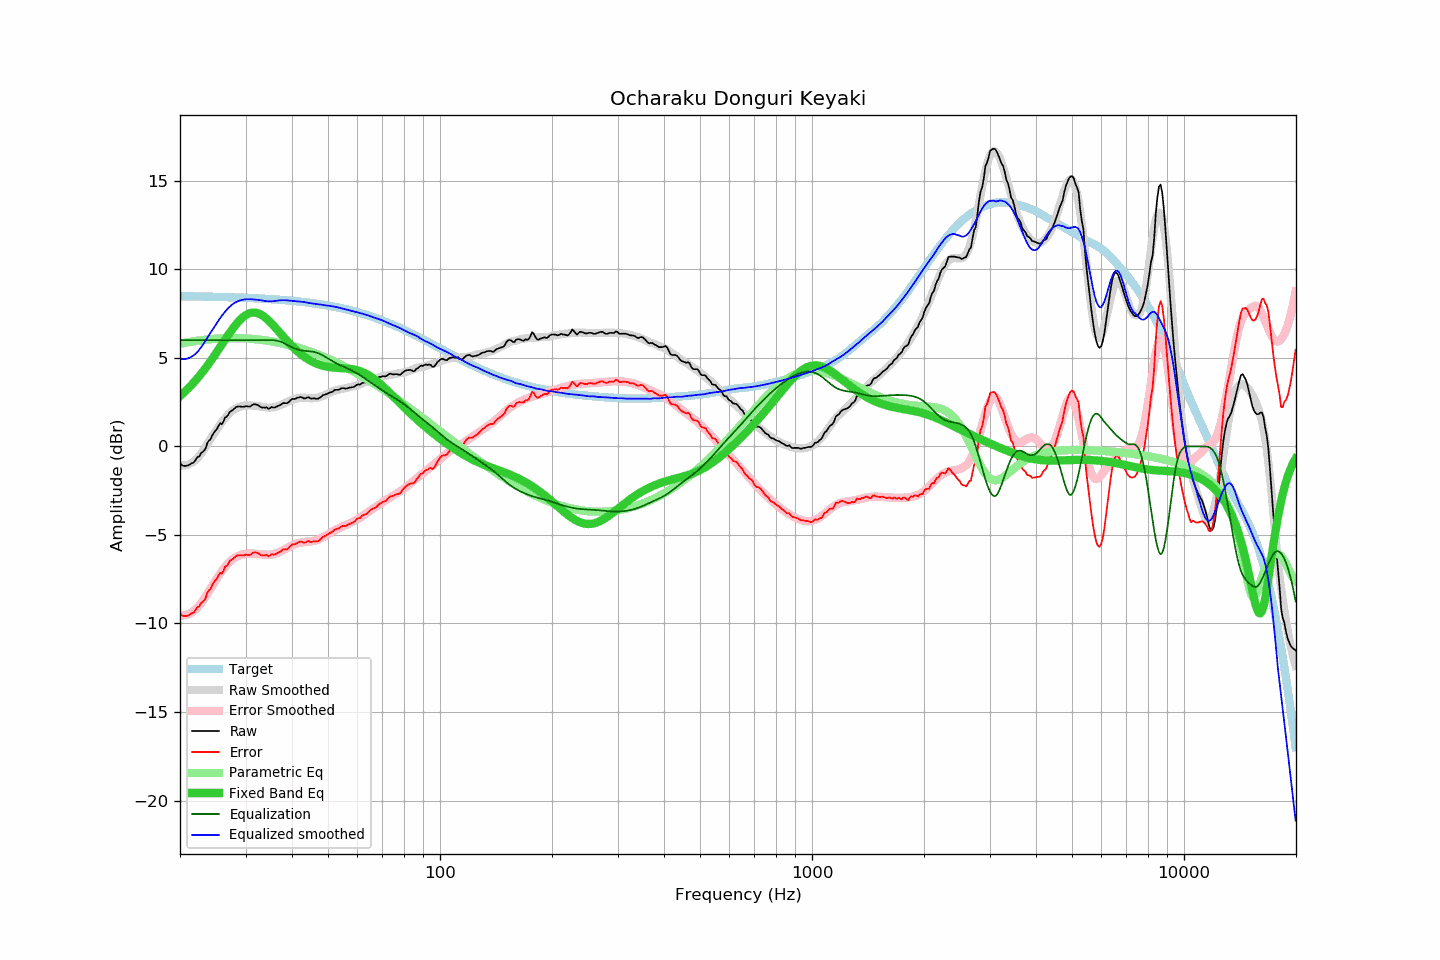 Ocharaku Donguri Keyaki
Amplitude (dBr)
15
10
5
0
−5
−10
−15
−20
Target
Raw Smoothed
Error Smoothed
Raw
Error
Parametric Eq
Fixed Band Eq
Equalization
Equalized smoothed
100
1000
10000
Frequency (Hz)